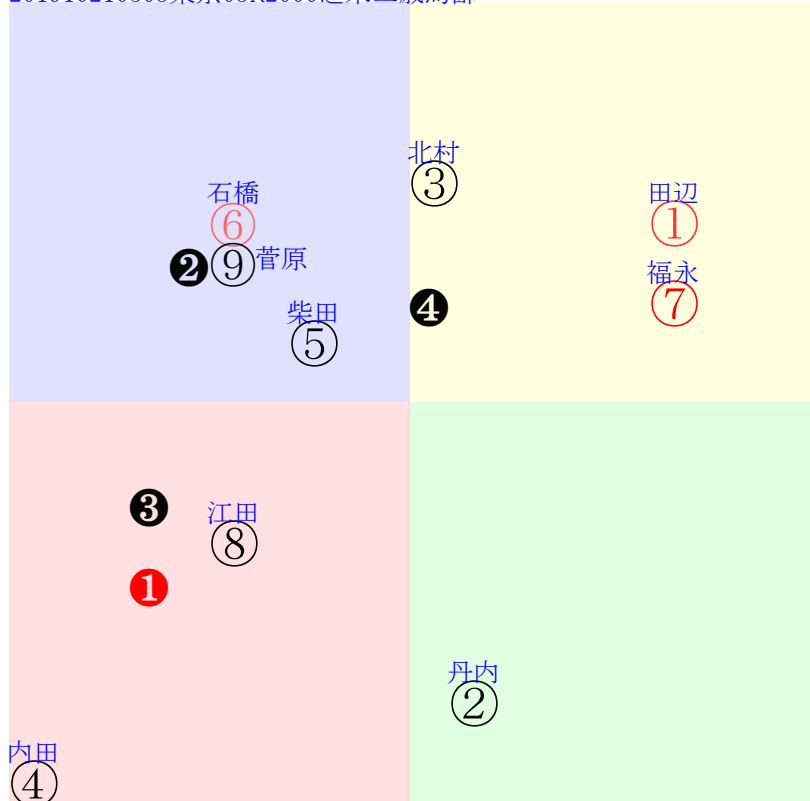 北村
③
石橋
⑥
田辺
①
❷
⑨
菅原
福永
⑦
柴田
⑤
❹
❸
江田
⑧
❶
丹内
②
内田
④